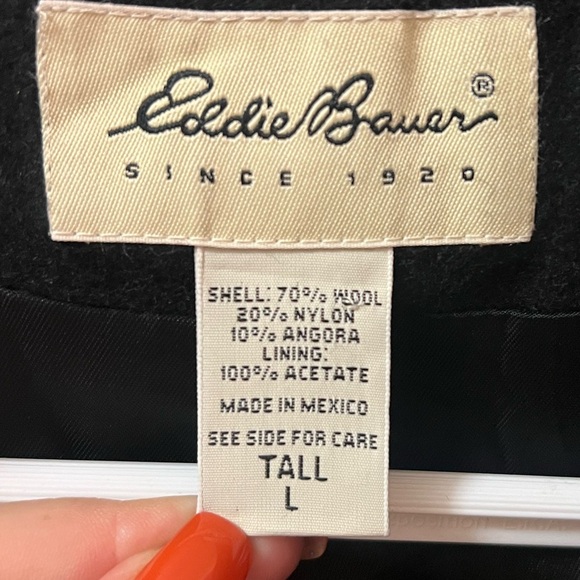 Eddie Bauer®
SINCE 1920
SHELL: 70% WOOL
20% NYLON
10% ANGORA
LINING:
100% ACETATE
MADE IN MEXICO
SEE SIDE FOR CARE
TALL
L